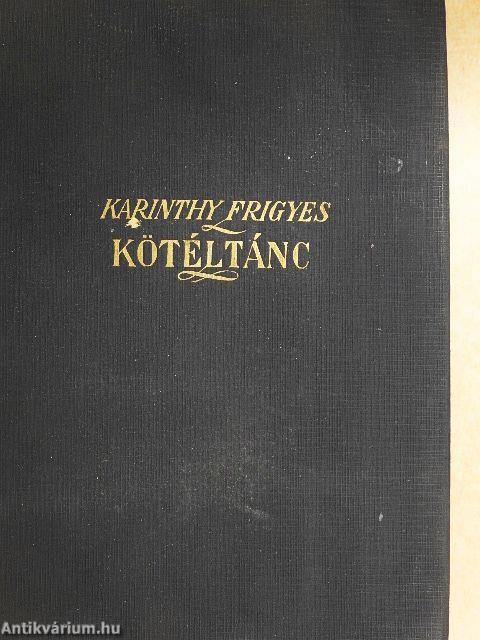 KARINTHY FRIGYES
KÖTÉLTÁNC
Antikvárium.hu